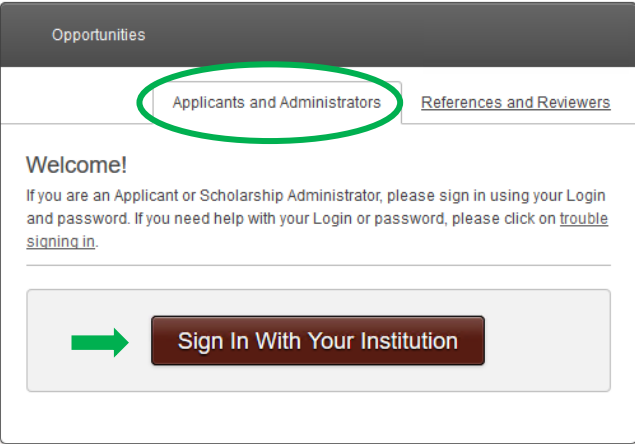 Opportunities
Applicants and Administrators
References and Reviewers
Welcome!
If you are an Applicant or Scholarship Administrator, please sign in using your Login
and password. If you need help with your Login or password, please click on trouble
signing in.
Sign In With Your Institution